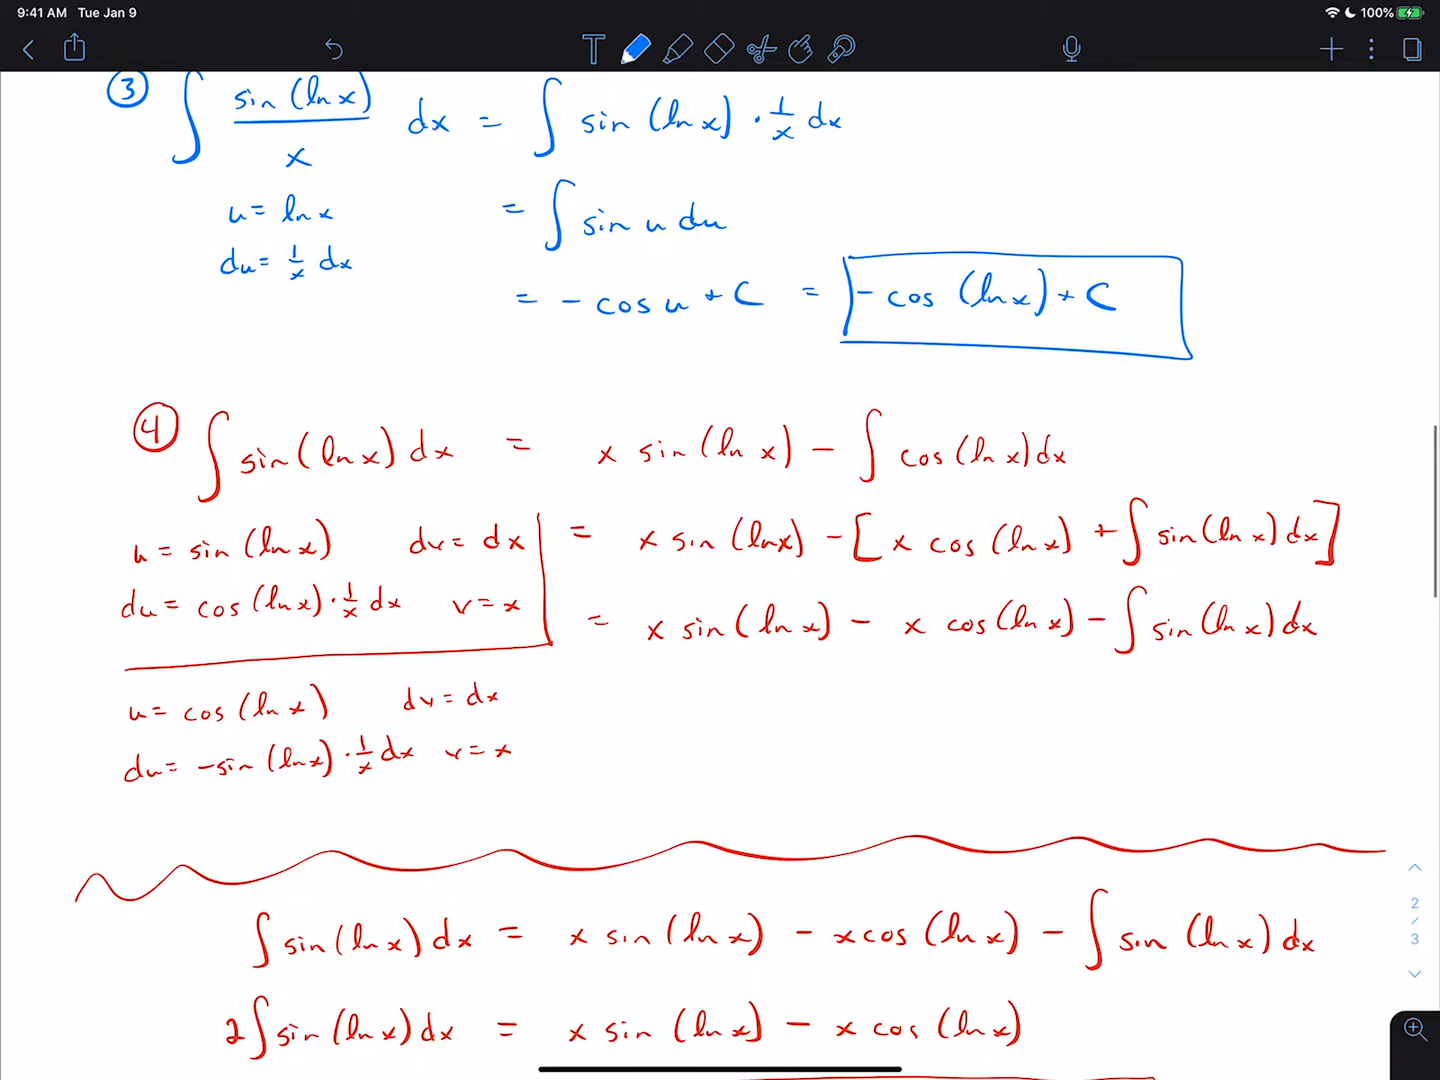 9:41 AM Tue Jan 9
100%
③ ∫ sin(ln x)/x dx = ∫ sin(ln x) · 1/x dx
u = ln x
= ∫ sin u du
du = 1/x dx
= - cos u + C = - cos(ln x) + C
④ ∫ sin(ln x) dx = x sin(ln x) - ∫ cos(ln x) dx
u = sin(ln x) dv = dx
= x sin(ln x) - [x cos(ln x) + ∫ sin(ln x) dx]
du = cos(ln x) · 1/x dx v = x
= x sin(ln x) - x cos(ln x) - ∫ sin(ln x) dx
u = cos(ln x) dv = dx
du = -sin(ln x) · 1/x dx v = x
∫ sin(ln x) dx = x sin(ln x) - x cos(ln x) - ∫ sin(ln x) dx
2 ∫ sin(ln x) dx = x sin(ln x) - x cos(ln x)
2 / 3